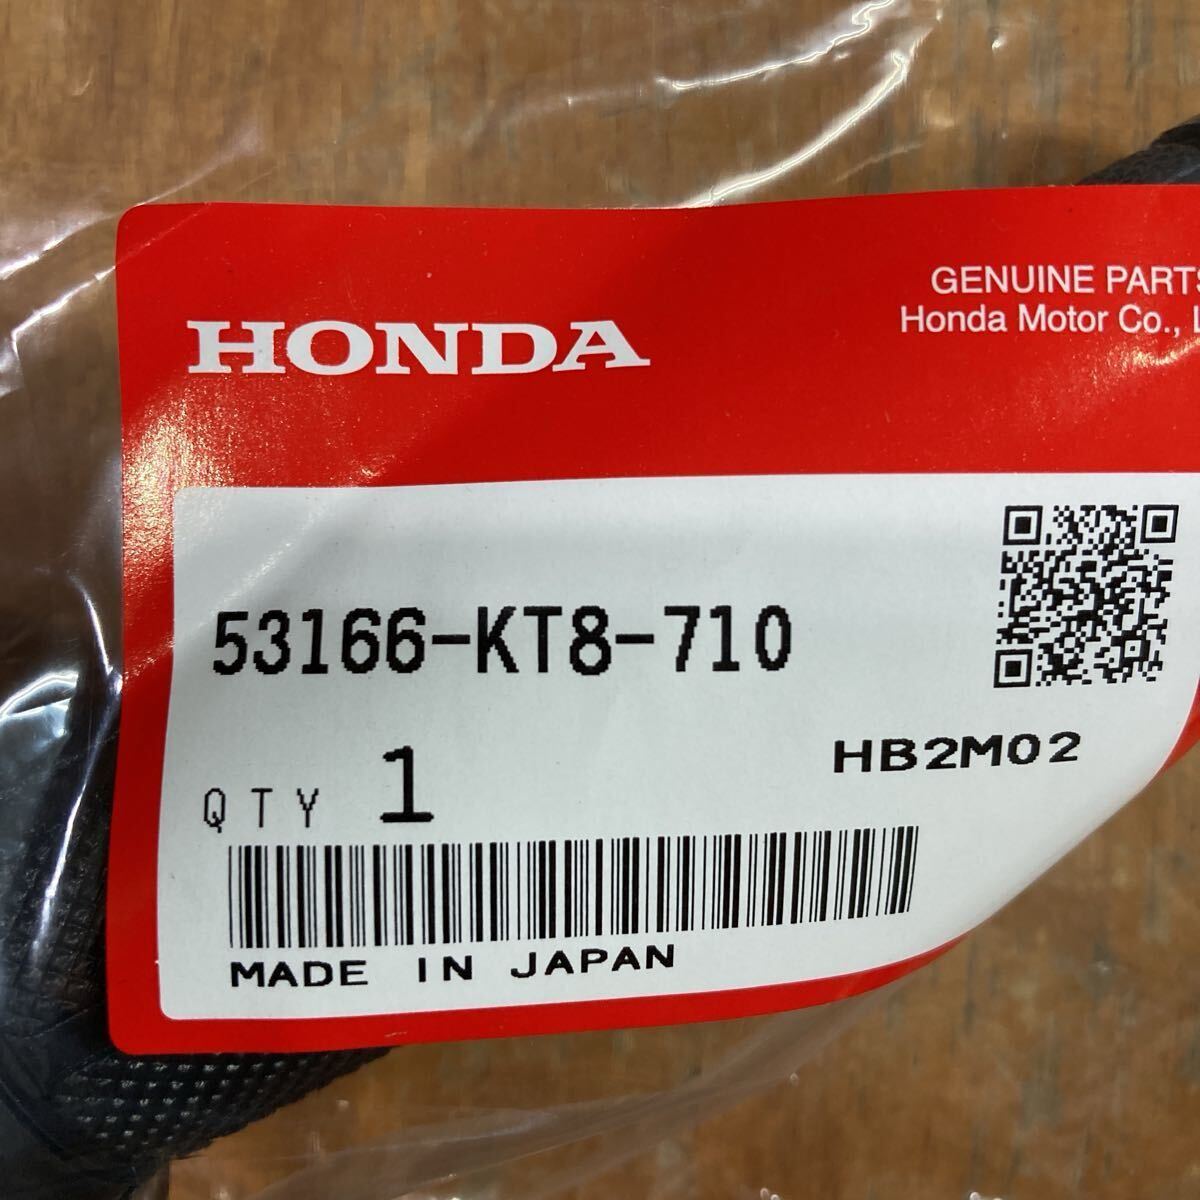 HONDA
GENUINE PARTS
Honda Motor Co., L
53166-KT8-710
QTY 1
HB2M02
MADE IN JAPAN